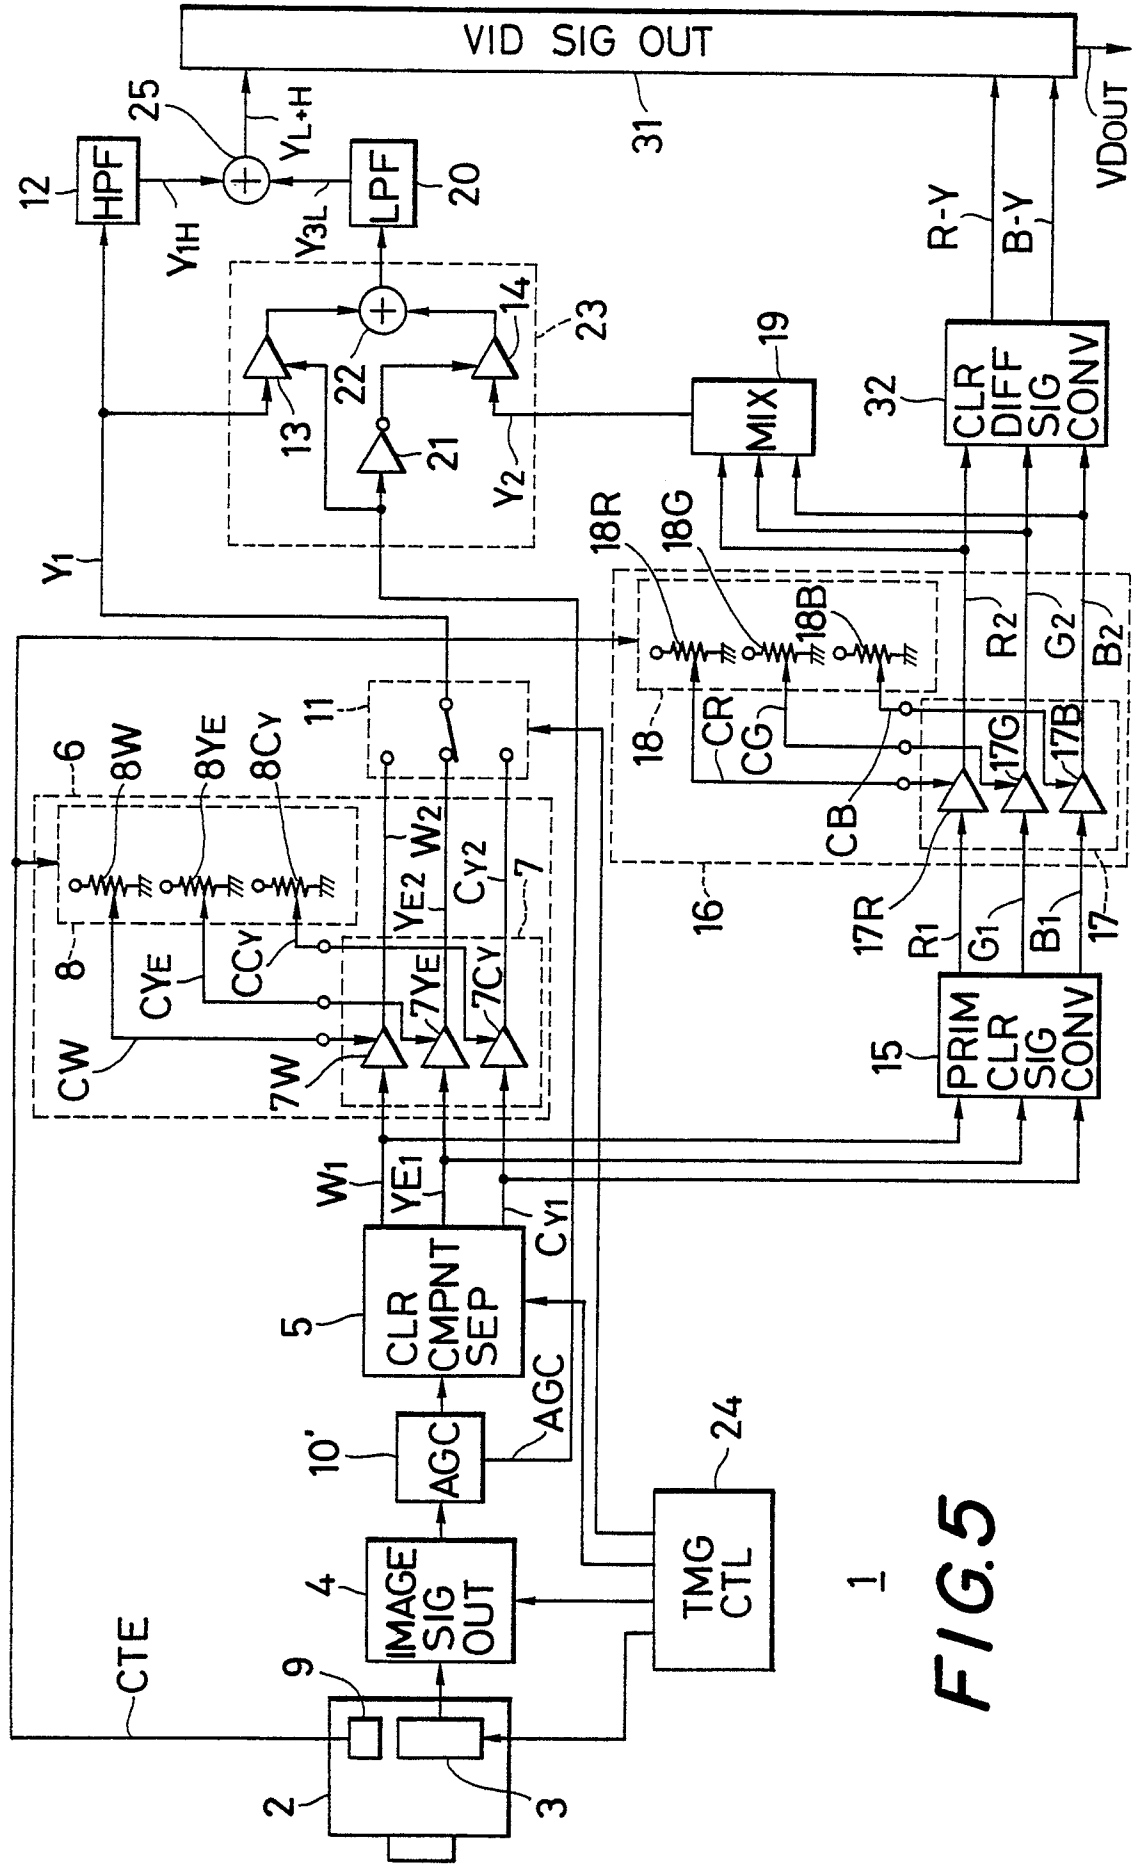 VID SIG OUT
31
VDOUT
25
YL+H
12
HPF
Y1H
Y3L
LPF
20
R-Y
B-Y
13
22
14
23
21
Y2
19
MIX
32
CLR
DIFF
SIG
CONV
Y1
11
6
8W
8YE
8CY
8
CW
CYE
CCY
W2
YE2
CY2
7
7W
7YE
7CY
18R
18G
18B
18
CR
CG
CB
R2
G2
B2
16
17R
17G
17B
17
R1
G1
B1
15
PRIM
CLR
SIG
CONV
W1
YE1
CY1
5
CLR
CMPNT
SEP
10'
AGC
AGC
4
IMAGE
SIG
OUT
24
TMG
CTL
CTE
9
2
3
1
FIG.5